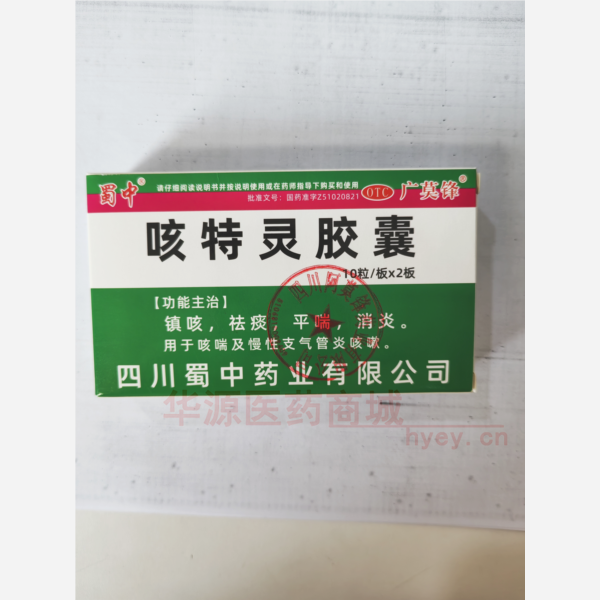 蜀中®
请仔细阅读说明书并按说明使用或在药师指导下购买和使用
批准文号：国药准字Z51020821
OTC
广莫锋®
咳特灵胶囊
10粒/板x2板
【功能主治】
镇咳，祛痰，平喘，消炎。
用于咳喘及慢性支气管炎咳嗽。
四川蜀中药业有限公司
华源医药商城
hyey.cn